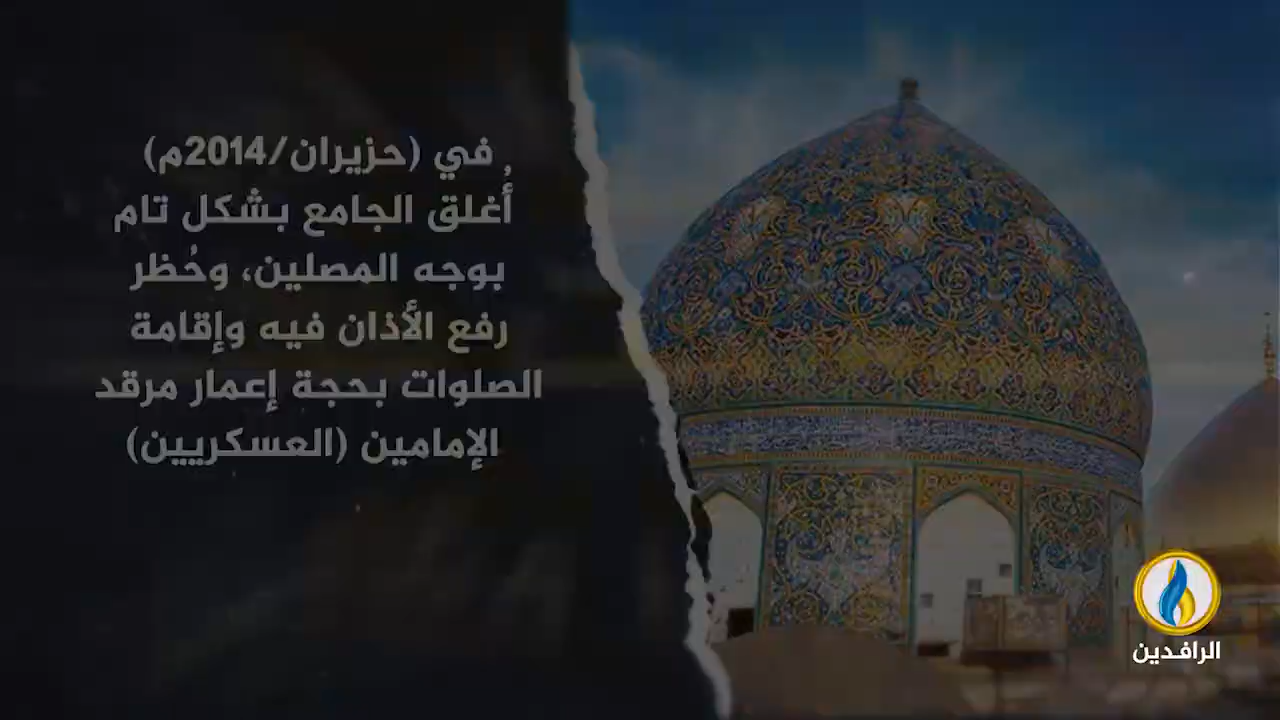 في (حزيران/2014م)
أُغلق الجامع بشكل تام
بوجه المصلين، وحُظر
رفع الأذان فيه وإقامة
الصلوات بحجة إعمار مرقد
الإمامين (العسكريين)
الرافدين